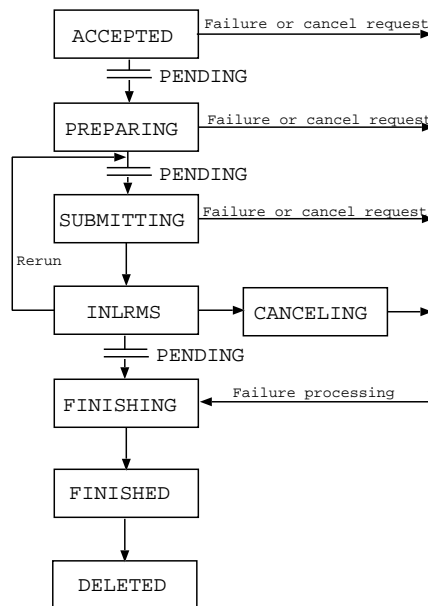 Failure or cancel request
ACCEPTED
PENDING
Failure or cancel request
PREPARING
PENDING
Failure or cancel request
SUBMITTING
Rerun
INLRMS
CANCELING
PENDING
Failure processing
FINISHING
FINISHED
DELETED